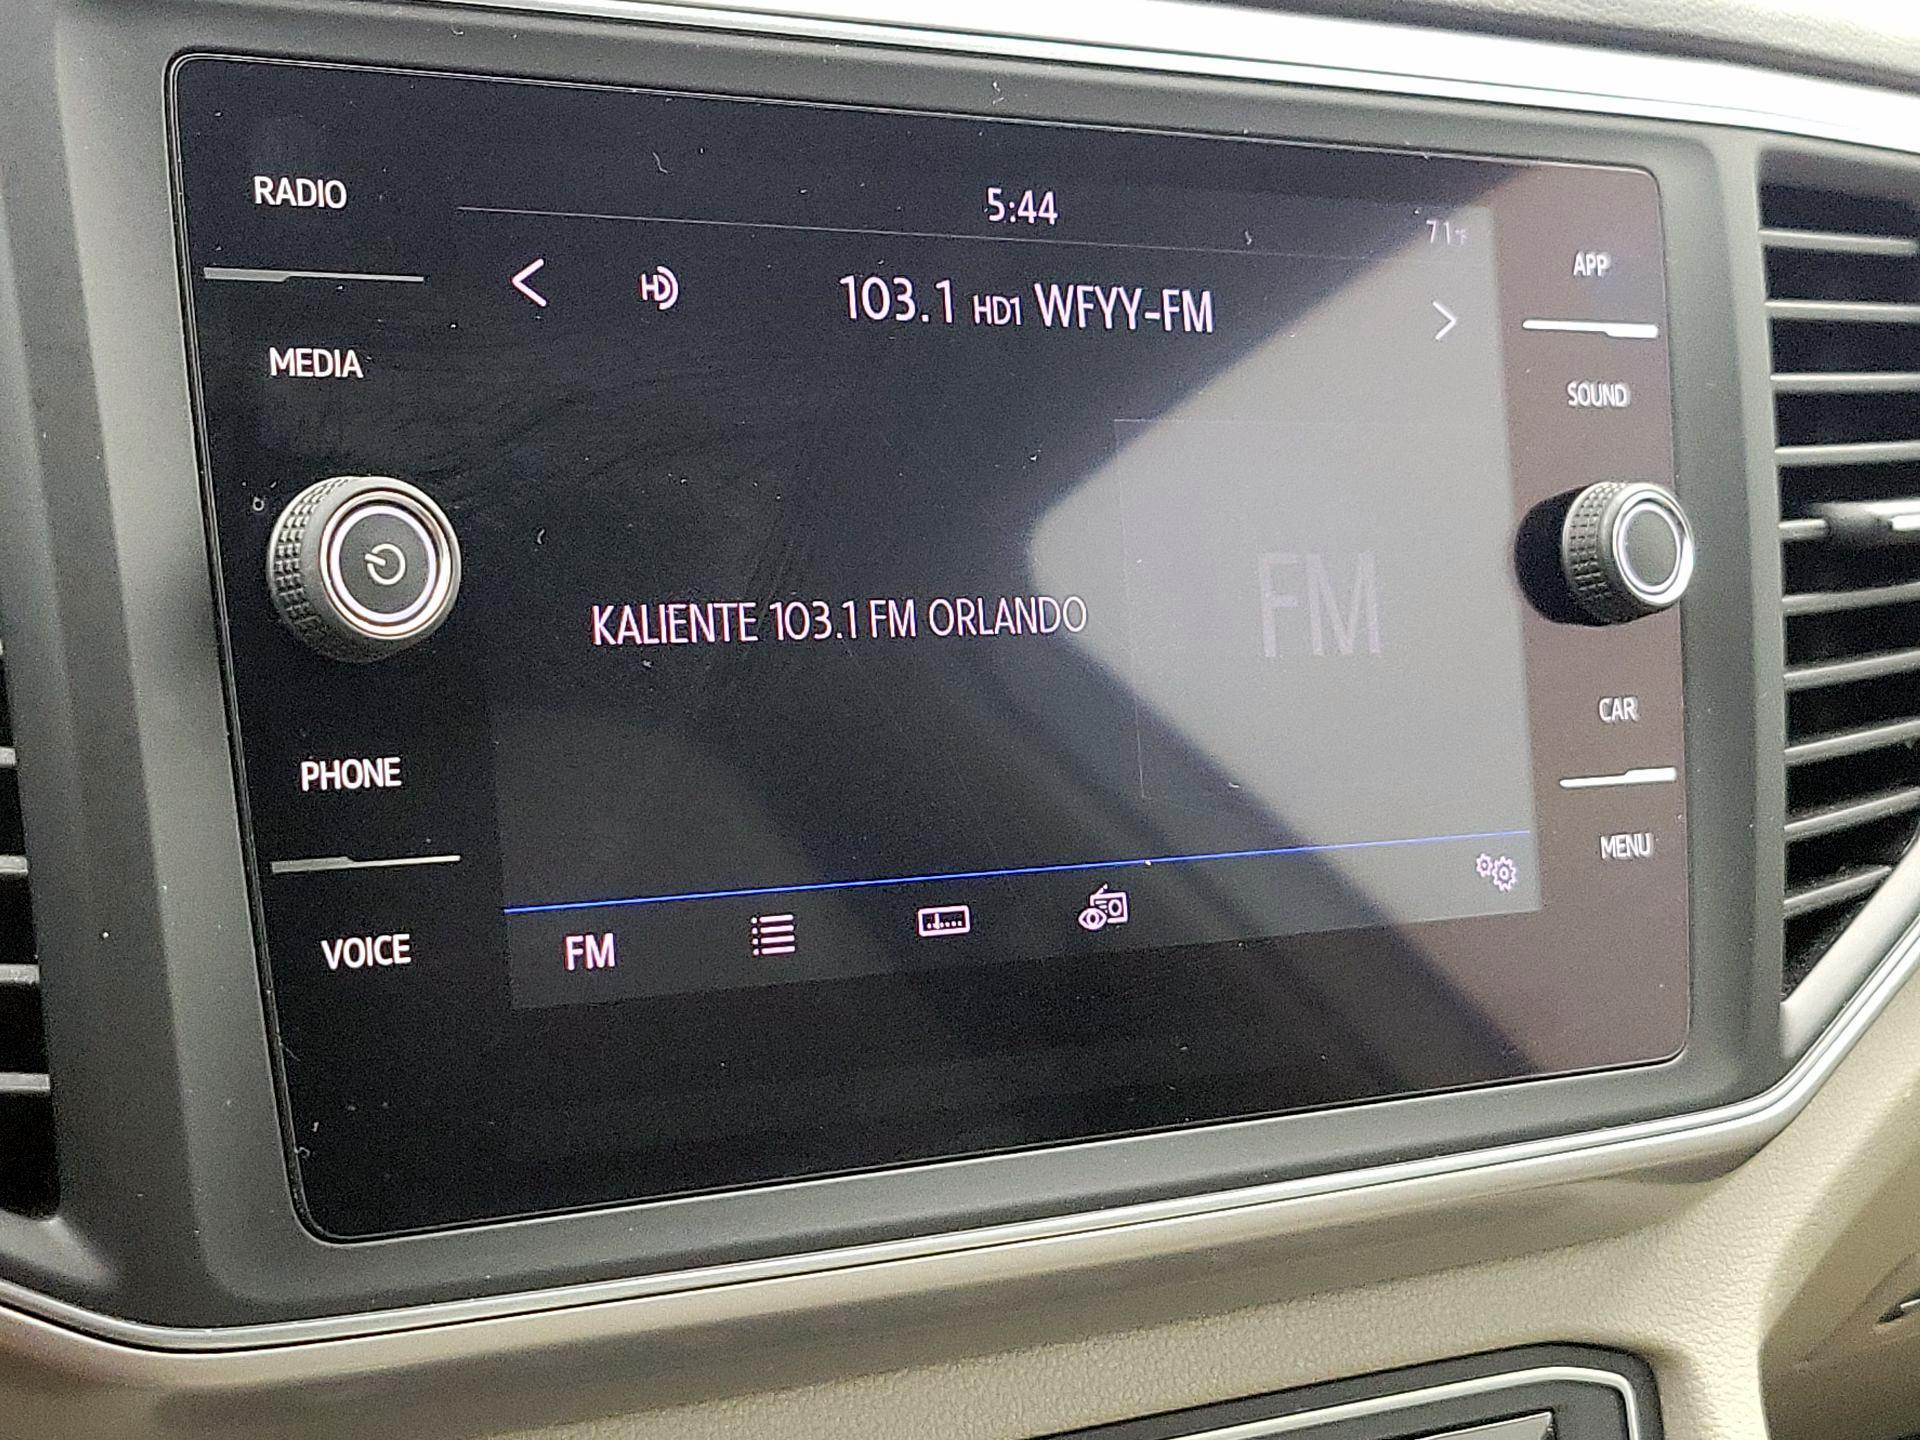 RADIO
5:44
71°F
HD
103.1 HD1 WFYY-FM
APP
MEDIA
SOUND
KALIENTE 103.1 FM ORLANDO
FM
PHONE
CAR
VOICE
FM
MENU